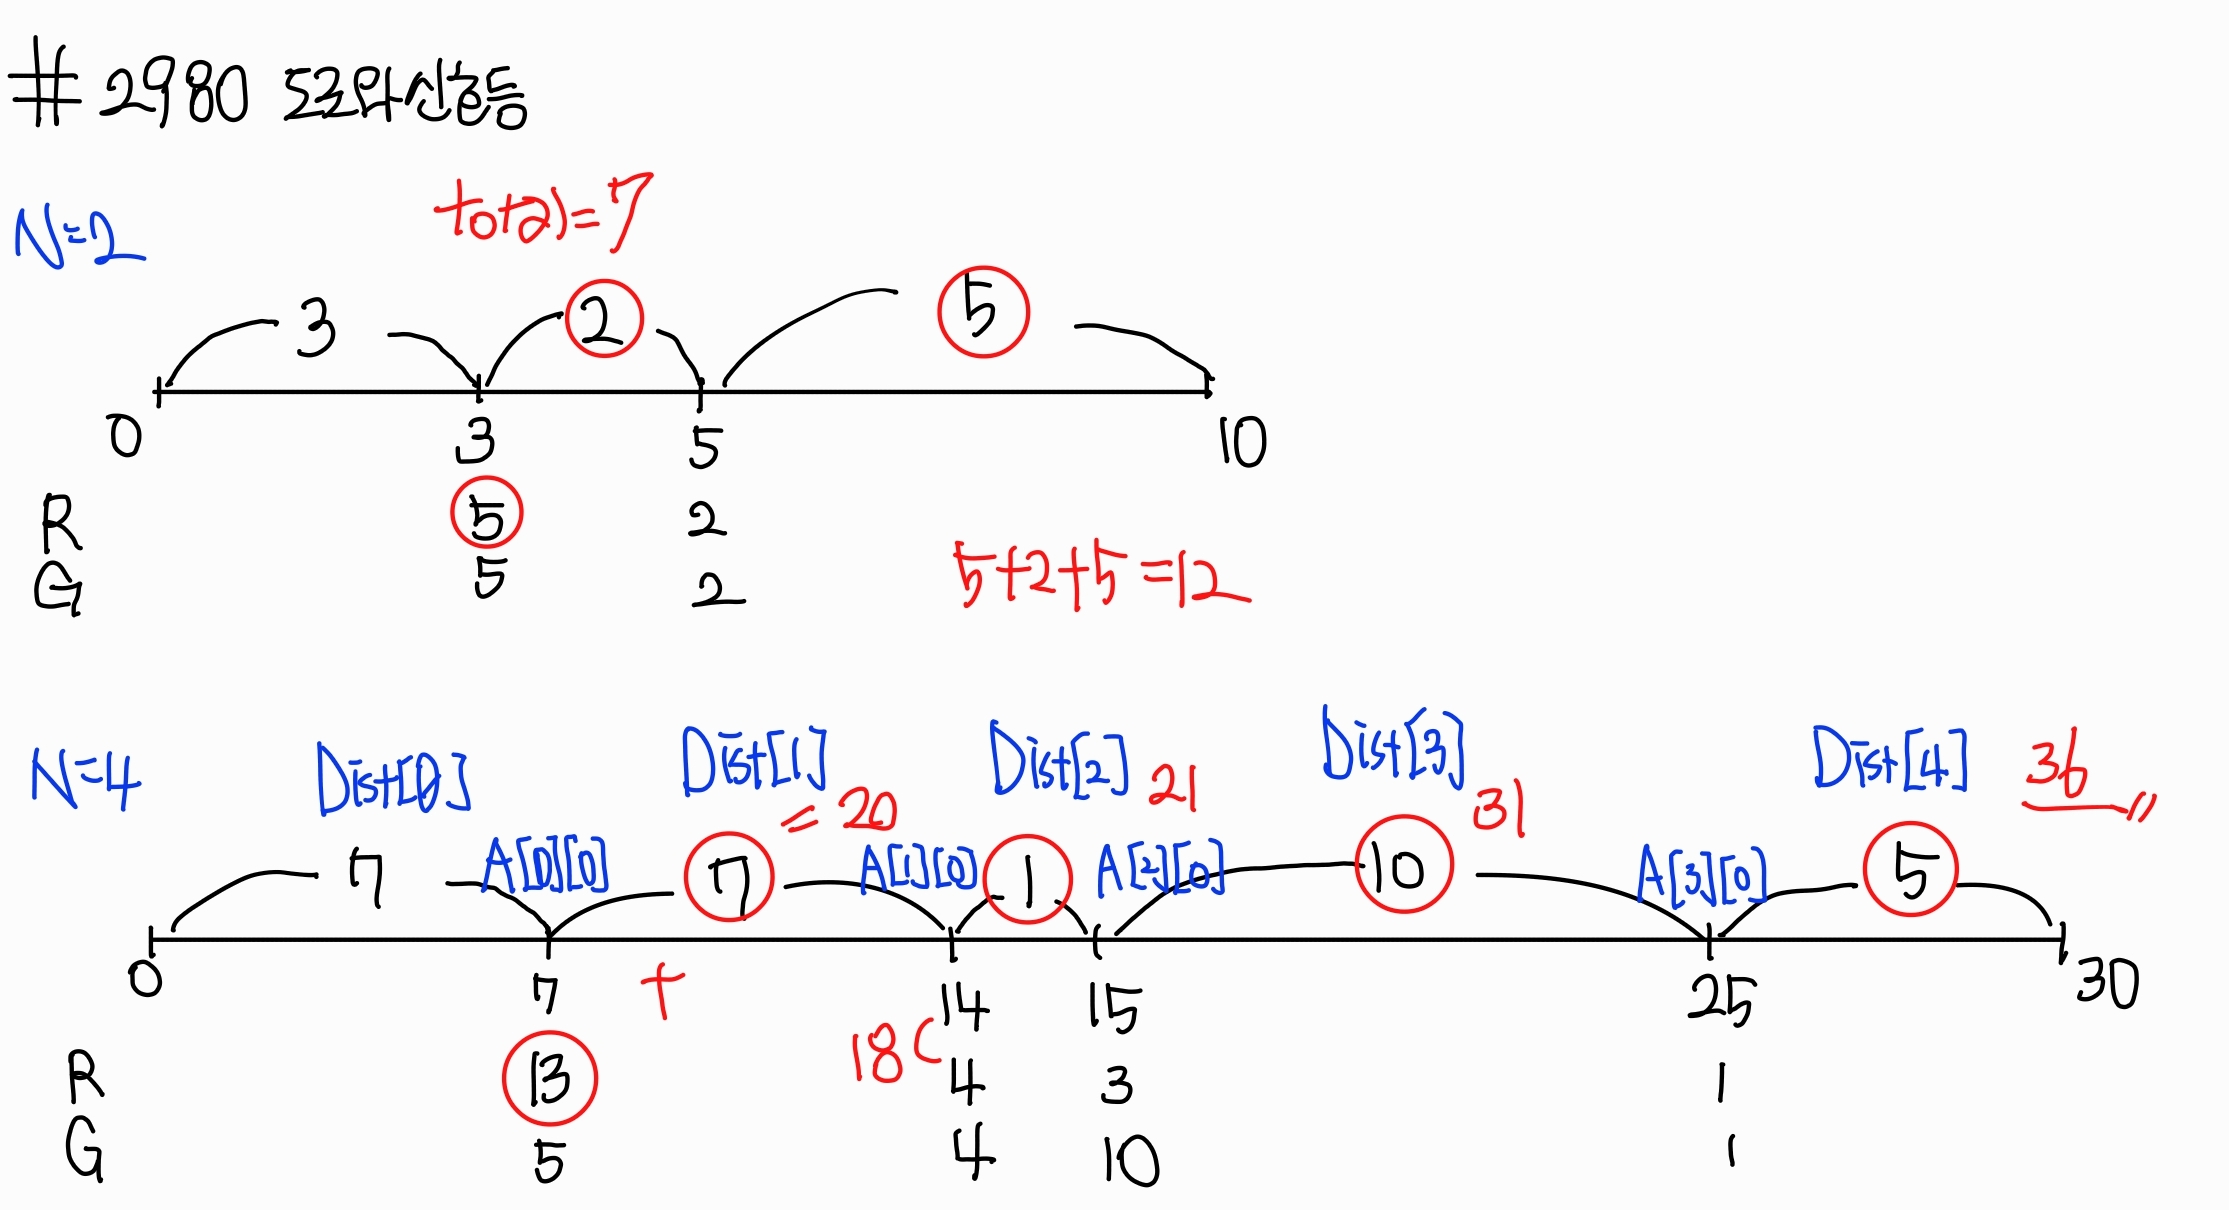 # 2980 도로와신호등
total=7
N=2
3 2 5
0 3 5 10
R 5 2
G 5 2
5+2+5=12
N=4 Dist[0] Dist[1] Dist[2] Dist[3] Dist[4] 36
=20 21 31
A[0][0] A[1][0] A[2][0] A[3][0]
7 7 1 10 5
0 7 + 14 15 25 30
18(
R 13 4 3 1
G 5 4 10 1